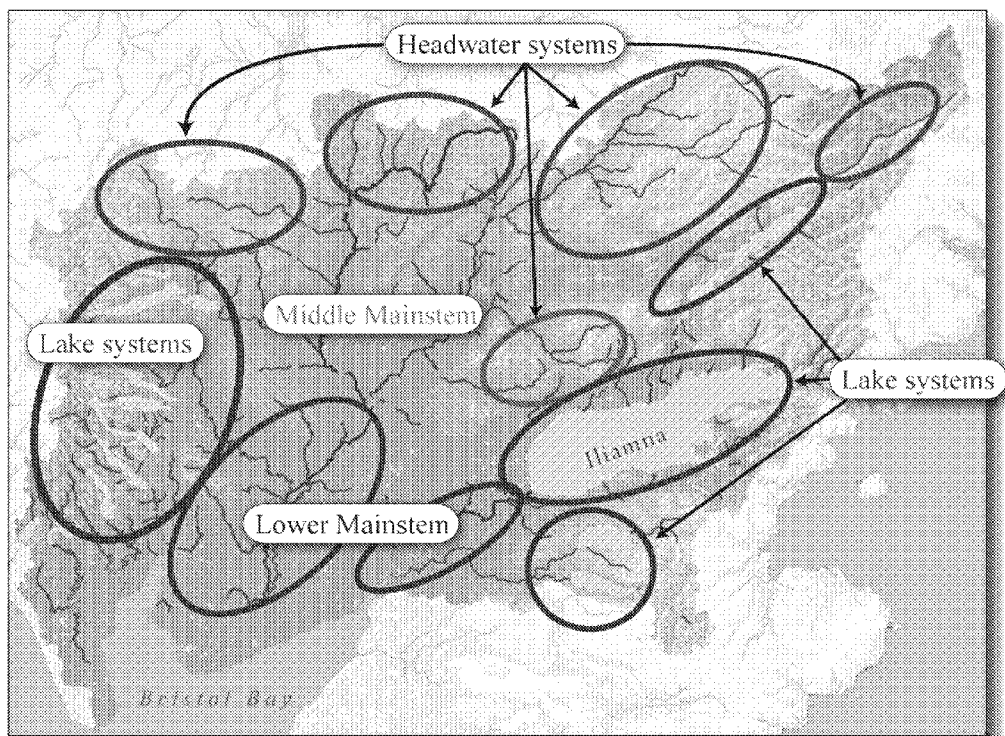 Headwater systems
Middle Mainstem
Lake systems
Lake systems
Iliamna
Lower Mainstem
Bristol Bay